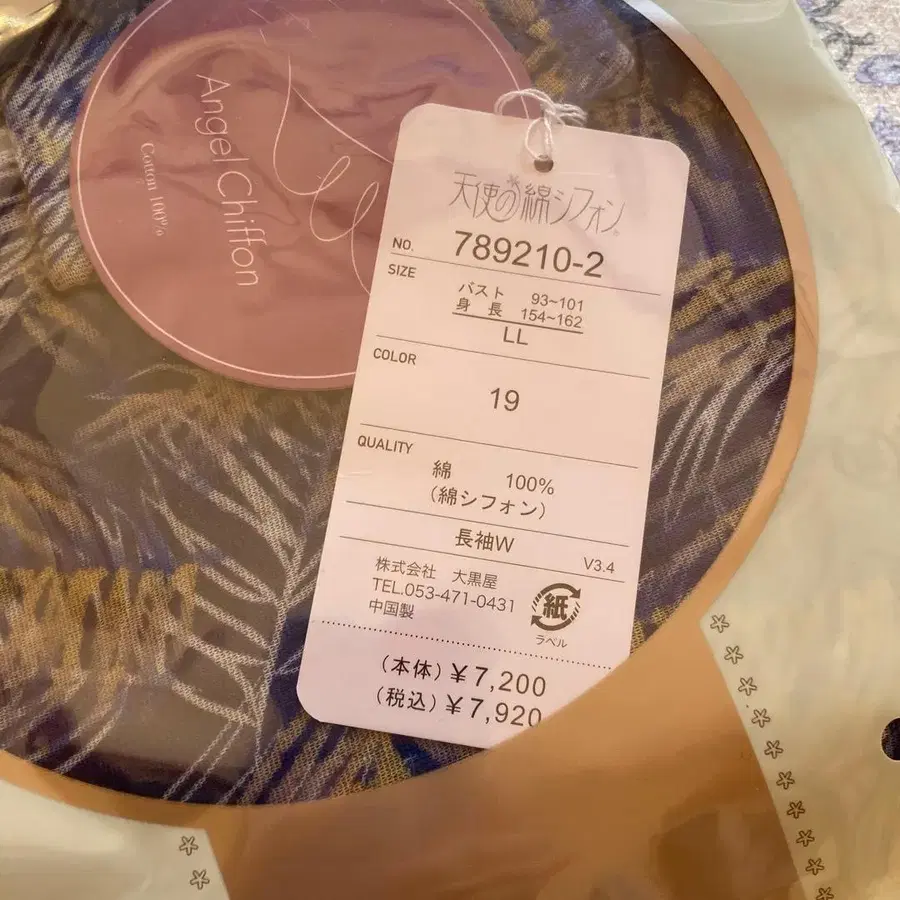 Angel Chiffon
Cotton 100%
天使の綿シフォン®
NO. 789210-2
SIZE
バスト 93~101
身長 154~162
LL
COLOR
19
QUALITY
綿 100%
(綿シフォン)
長袖W V3.4
株式会社 大黒屋
TEL.053-471-0431
中国製
紙
ラベル
(本体) ¥7,200
(税込) ¥7,920